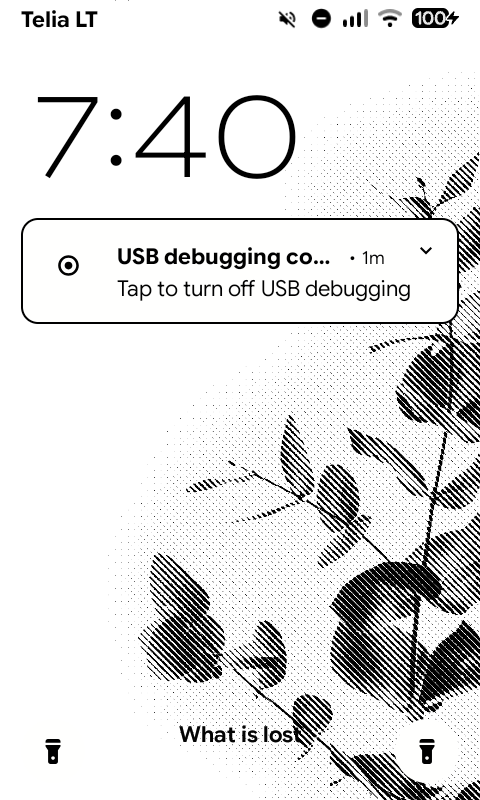 Telia LT
100
7:40
USB debugging co... • 1m
Tap to turn off USB debugging
What is lost